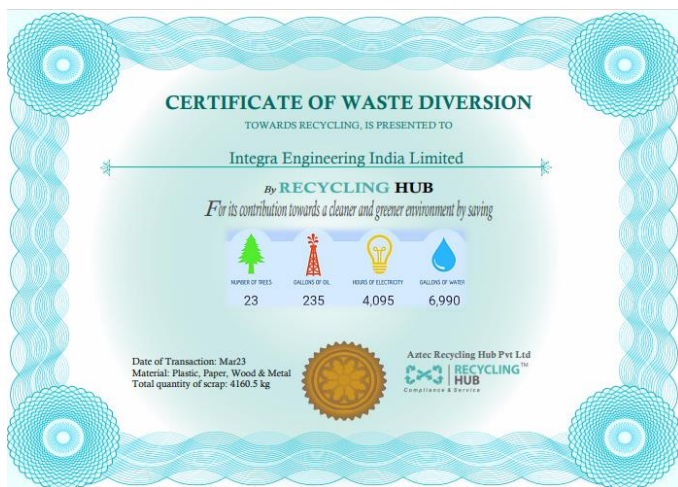 CERTIFICATE OF WASTE DIVERSION
TOWARDS RECYCLING, IS PRESENTED TO
Integra Engineering India Limited
By RECYCLING HUB
For its contribution towards a cleaner and greener environment by saving
NUMBER OF TREES GALLONS OF OIL HOURS OF ELECTRICITY GALLONS OF WATER
23 235 4,095 6,990
Date of Transaction: Mar23
Material: Plastic, Paper, Wood & Metal
Total quantity of scrap: 4160.5 kg
Aztec Recycling Hub Pvt Ltd
RECYCLING™
HUB
Compliance & Service